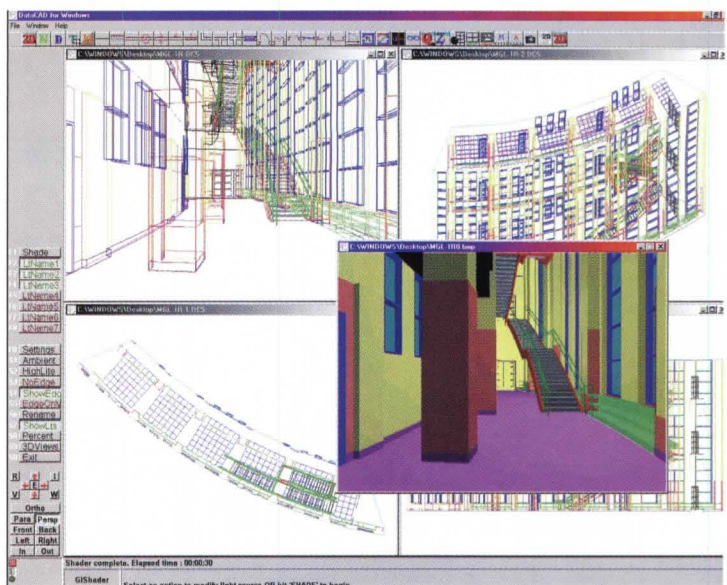 DataCAD for Windows
File Window Help
C:\WINDOWS\Desktop\MGL-1R.DCS
C:\WINDOWS\Desktop\MGL-1R-2.DCS
C:\WINDOWS\Desktop\MGL-1R0.bmp
C:\WINDOWS\Desktop\MGL-1R-1.DCS
Shade
LtName1
LtName2
LtName3
LtName4
LtName5
LtName6
LtName7
Settings
Ambient
HighLite
NoEdge
ShowEdg
EdgeOnly
Rename
ShowLts
Percent
3DViews
Exit
R I
E
V W
Ortho
Para Persp
Front Back
Left Right
In Out
Shader complete. Elapsed time : 00:00:30
GlShader